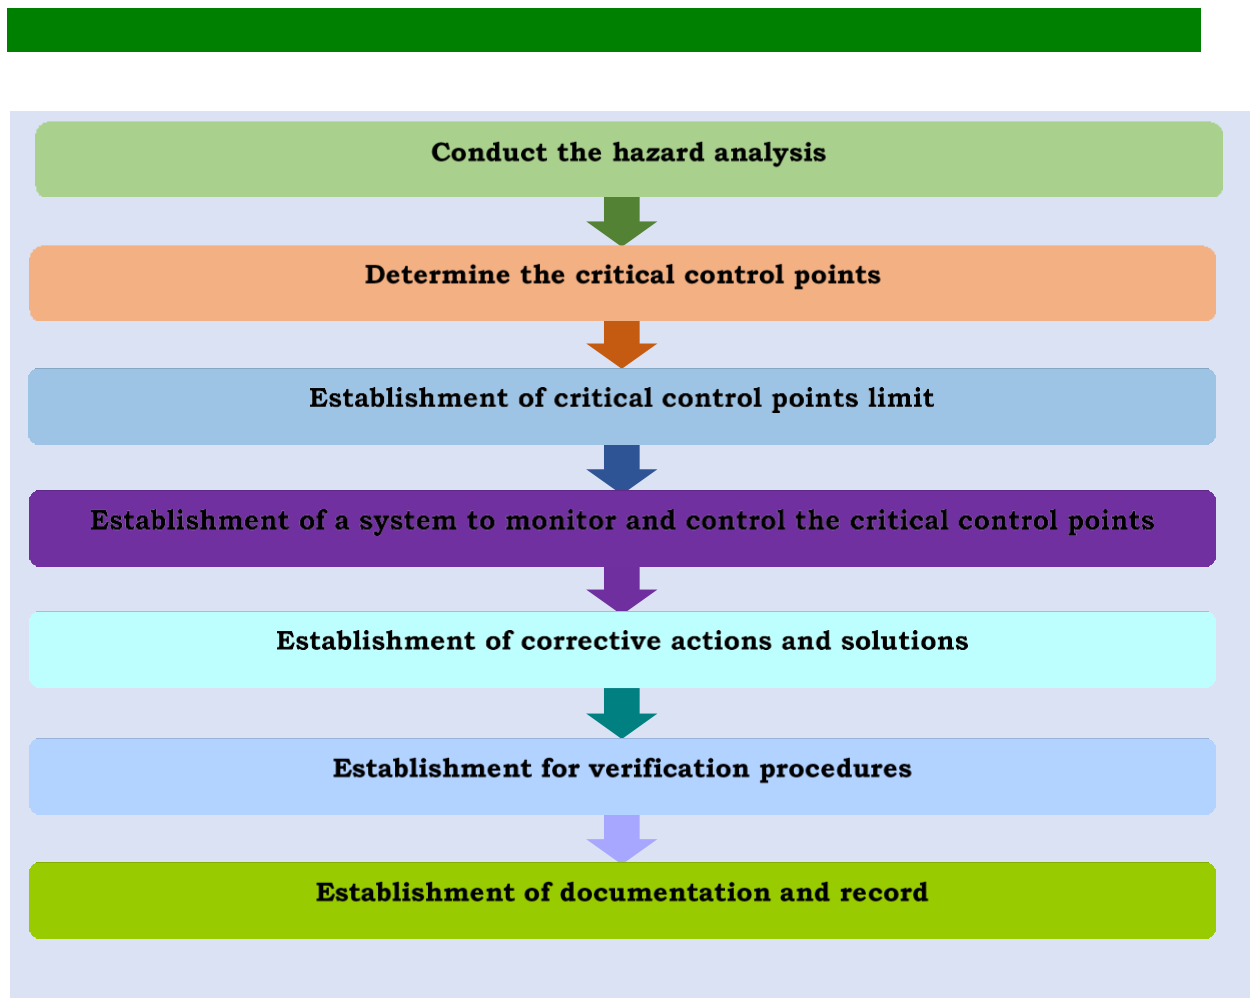 Conduct the hazard analysis
Determine the critical control points
Establishment of critical control points limit
Establishment of a system to monitor and control the critical control points
Establishment of corrective actions and solutions
Establishment for verification procedures
Establishment of documentation and record